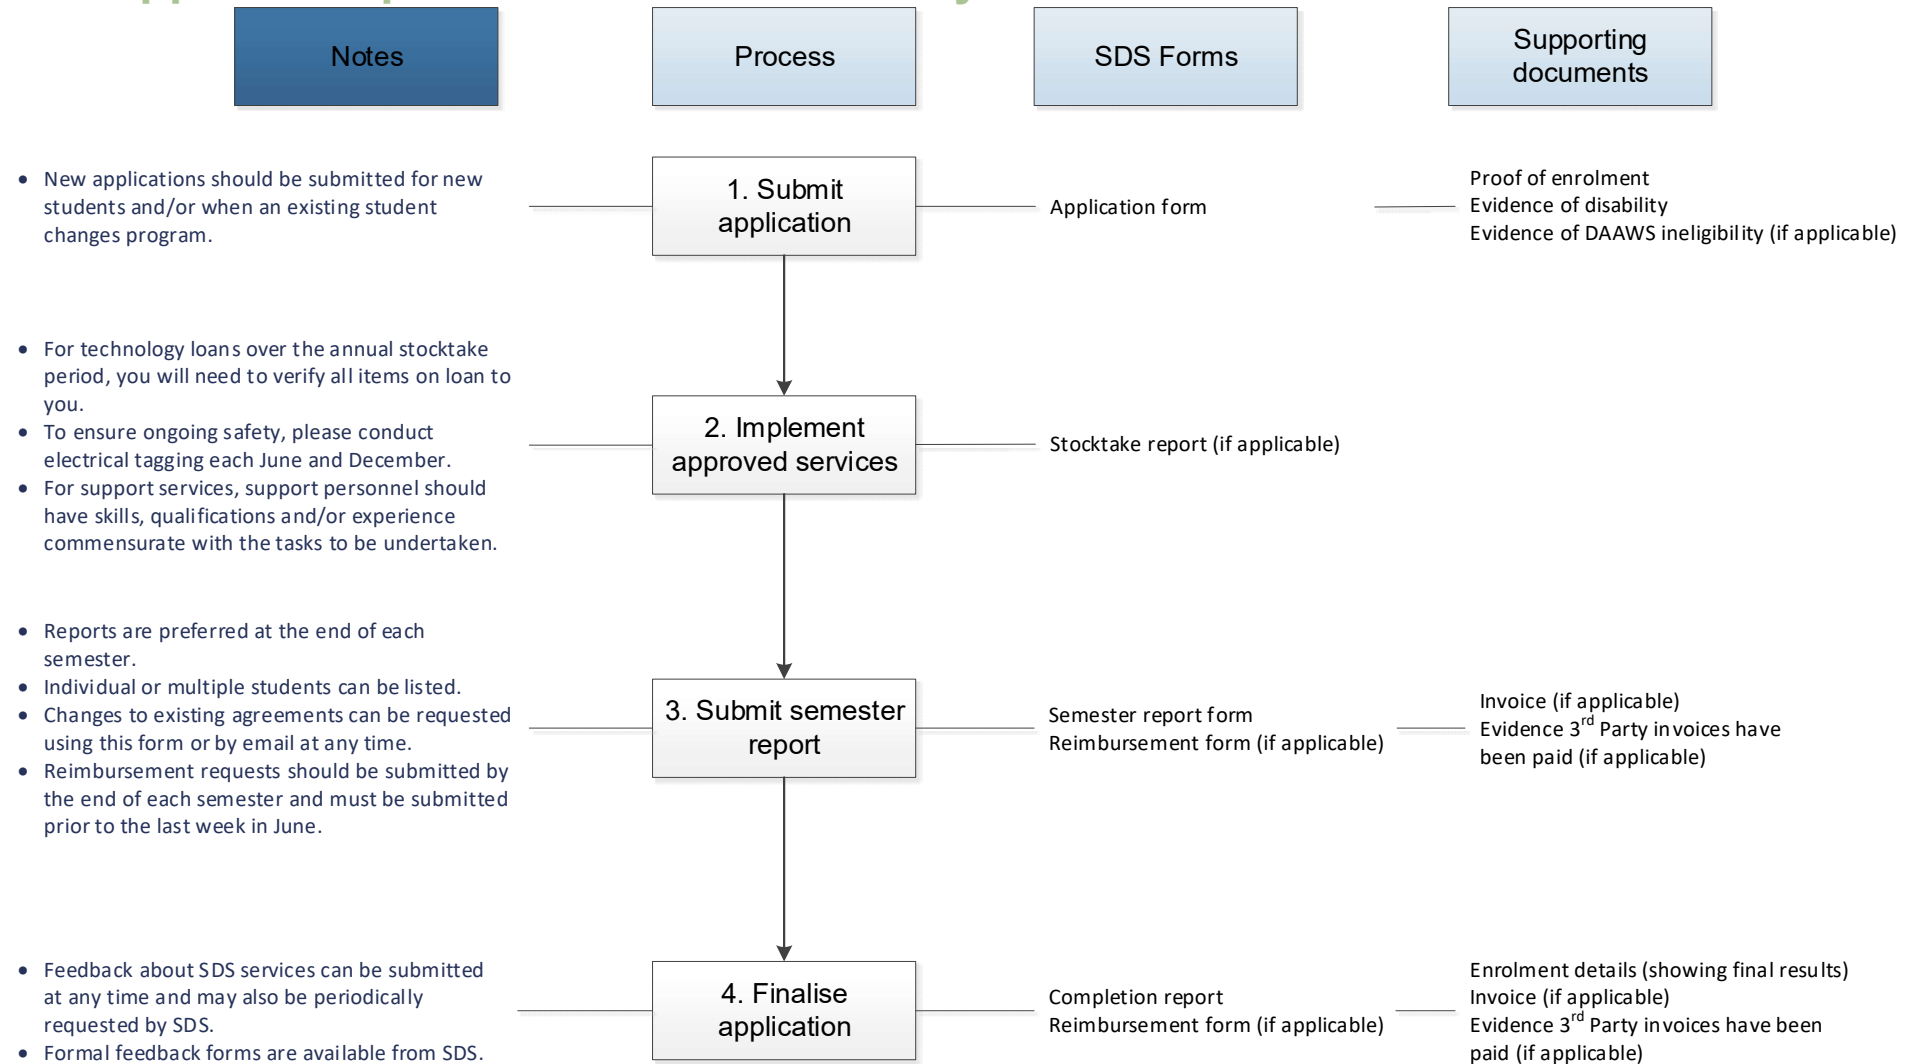 Notes
Process
SDS Forms
Supporting
documents
• New applications should be submitted for new
students and/or when an existing student
changes program.
1. Submit
application
Application form
Proof of enrolment
Evidence of disability
Evidence of DAAWS ineligibility (if applicable)
• For technology loans over the annual stocktake
period, you will need to verify all items on loan to
you.
• To ensure ongoing safety, please conduct
electrical tagging each June and December.
• For support services, support personnel should
have skills, qualifications and/or experience
commensurate with the tasks to be undertaken.
2. Implement
approved services
Stocktake report (if applicable)
• Reports are preferred at the end of each
semester.
• Individual or multiple students can be listed.
• Changes to existing agreements can be requested
using this form or by email at any time.
• Reimbursement requests should be submitted by
the end of each semester and must be submitted
prior to the last week in June.
3. Submit semester
report
Semester report form
Reimbursement form (if applicable)
Invoice (if applicable)
Evidence 3rd Party invoices have
been paid (if applicable)
• Feedback about SDS services can be submitted
at any time and may also be periodically
requested by SDS.
• Formal feedback forms are available from SDS.
4. Finalise
application
Completion report
Reimbursement form (if applicable)
Enrolment details (showing final results)
Invoice (if applicable)
Evidence 3rd Party invoices have been
paid (if applicable)